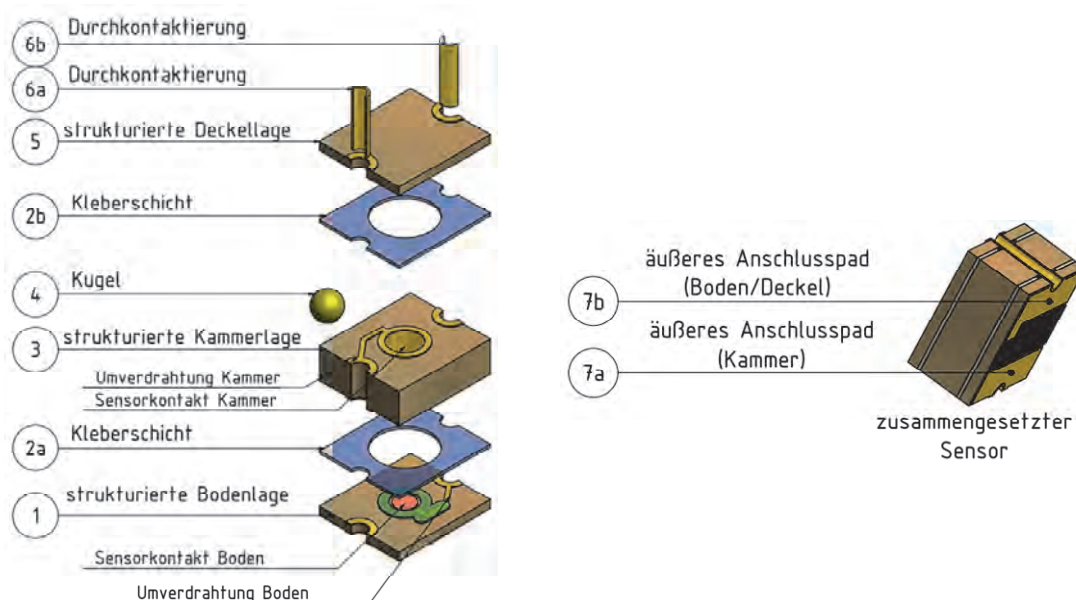 6b Durchkontaktierung
6a Durchkontaktierung
5 strukturierte Deckellage
2b Kleberschicht
4 Kugel
3 strukturierte Kammerlage
Umverdrahtung Kammer
Sensorkontakt Kammer
2a Kleberschicht
1 strukturierte Bodenlage
Sensorkontakt Boden
Umverdrahtung Boden
7b äußeres Anschlusspad
(Boden/Deckel)
7a äußeres Anschlusspad
(Kammer)
zusammengesetzter
Sensor